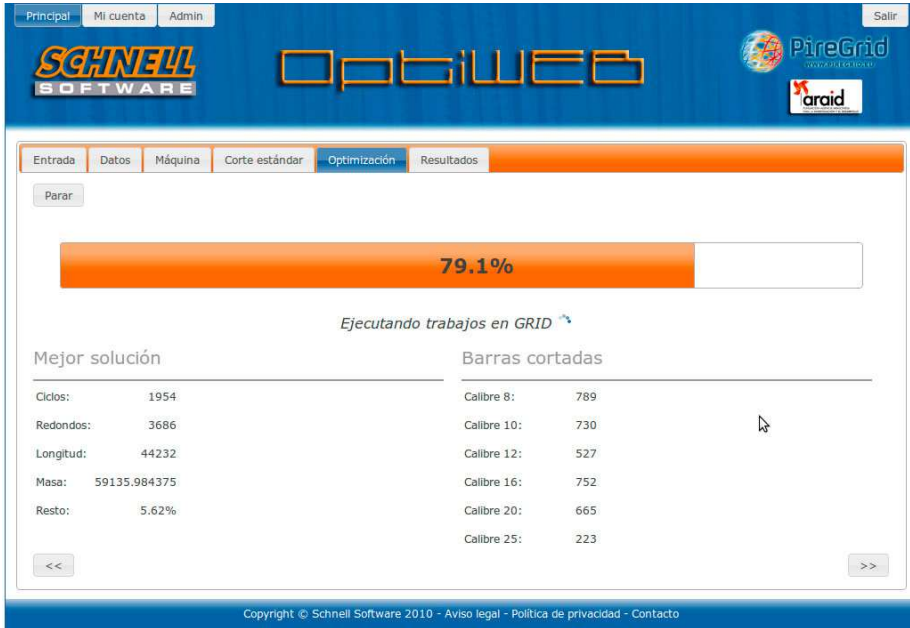 Principal Mi cuenta Admin Salir
SCHNELL
SOFTWARE
OptiWEB
PireGrid
WWW.PIREGRID.EU
araid
Entrada Datos Máquina Corte estándar Optimización Resultados
Parar
79.1%
Ejecutando trabajos en GRID
Mejor solución
Ciclos: 1954
Redondos: 3686
Longitud: 44232
Masa: 59135.984375
Resto: 5.62%
Barras cortadas
Calibre 8: 789
Calibre 10: 730
Calibre 12: 527
Calibre 16: 752
Calibre 20: 665
Calibre 25: 223
<< >>
Copyright © Schnell Software 2010 - Aviso legal - Política de privacidad - Contacto